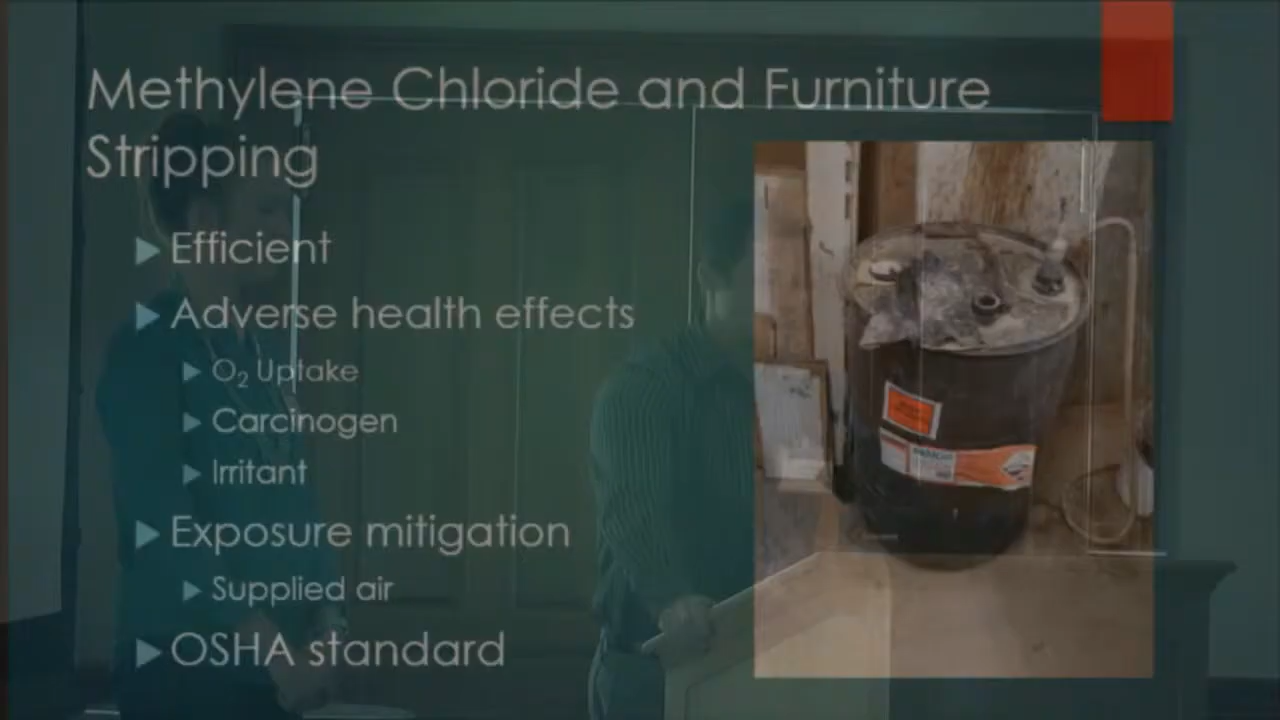 Methylene Chloride and Furniture
Stripping
Efficient
Adverse health effects
O₂ Uptake
Carcinogen
Irritant
Exposure mitigation
Supplied air
OSHA standard